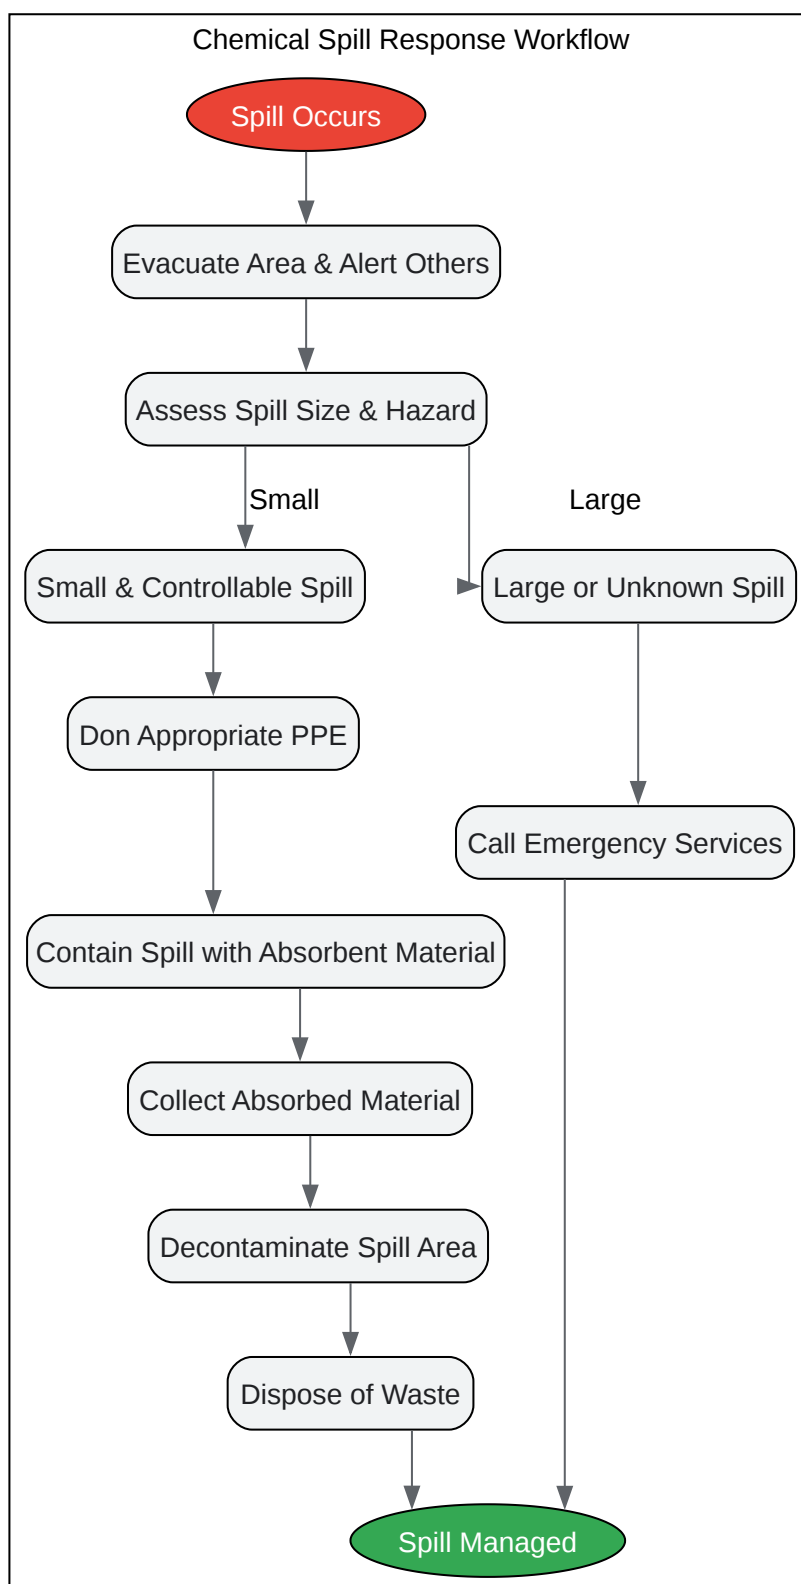 Chemical Spill Response Workflow
Spill Occurs
Evacuate Area & Alert Others
Assess Spill Size & Hazard
Small
Large
Small & Controllable Spill
Large or Unknown Spill
Don Appropriate PPE
Call Emergency Services
Contain Spill with Absorbent Material
Collect Absorbed Material
Decontaminate Spill Area
Dispose of Waste
Spill Managed